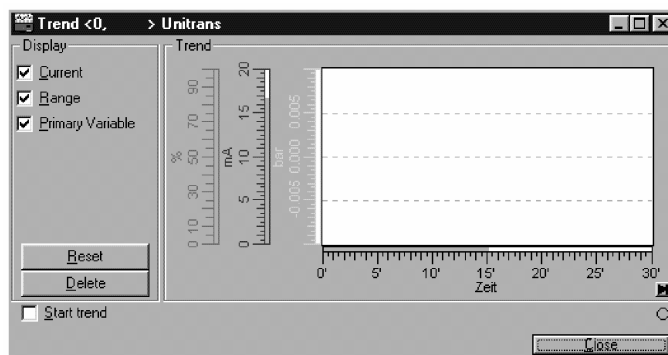 Trend <0, > Unitrans
Display
Current
Range
Primary Variable
Reset
Delete
Start trend
Trend
%
0 10 30 50 70 90
mA
0 5 10 15 20
bar
-0.005 0.000 0.005
0' 5' 10' 15' 20' 25' 30'
Zeit
Close